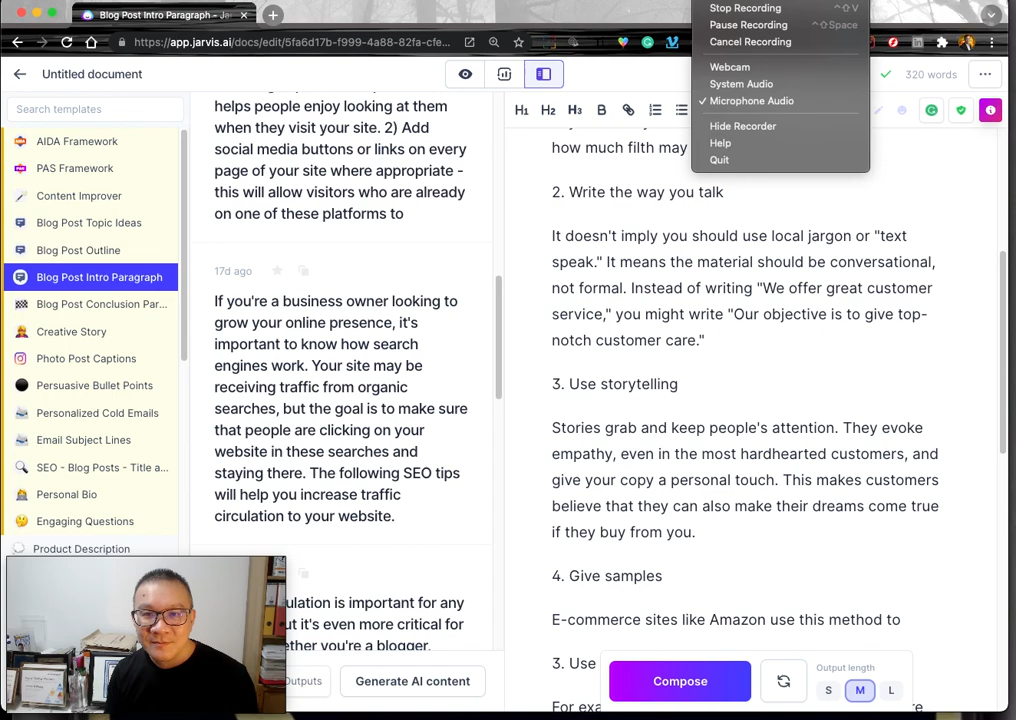 Blog Post Intro Paragraph - Ja
Stop Recording ^⇧V
Pause Recording ^⇧Space
Cancel Recording
Webcam
System Audio
✓ Microphone Audio
Hide Recorder
Help
Quit
https://app.jarvis.ai/docs/edit/5fa6d17b-f999-4a88-82fa-cfe...
Untitled document
320 words
Search templates
H1 H2 H3 B
AIDA Framework
PAS Framework
Content Improver
Blog Post Topic Ideas
Blog Post Outline
Blog Post Intro Paragraph
Blog Post Conclusion Par...
Creative Story
Photo Post Captions
Persuasive Bullet Points
Personalized Cold Emails
Email Subject Lines
SEO - Blog Posts - Title a...
Personal Bio
Engaging Questions
Product Description
helps people enjoy looking at them
when they visit your site. 2) Add
social media buttons or links on every
page of your site where appropriate -
this will allow visitors who are already
on one of these platforms to
17d ago
If you're a business owner looking to
grow your online presence, it's
important to know how search
engines work. Your site may be
receiving traffic from organic
searches, but the goal is to make sure
that people are clicking on your
website in these searches and
staying there. The following SEO tips
will help you increase traffic
circulation to your website.
ulation is important for any
ut it's even more critical for
ether you're a blogger,
Outputs
Generate AI content
how much filth may
2. Write the way you talk
It doesn't imply you should use local jargon or "text
speak." It means the material should be conversational,
not formal. Instead of writing "We offer great customer
service," you might write "Our objective is to give top-
notch customer care."
3. Use storytelling
Stories grab and keep people's attention. They evoke
empathy, even in the most hardhearted customers, and
give your copy a personal touch. This makes customers
believe that they can also make their dreams come true
if they buy from you.
4. Give samples
E-commerce sites like Amazon use this method to
3. Use
For exa
Compose
Output length
S M L